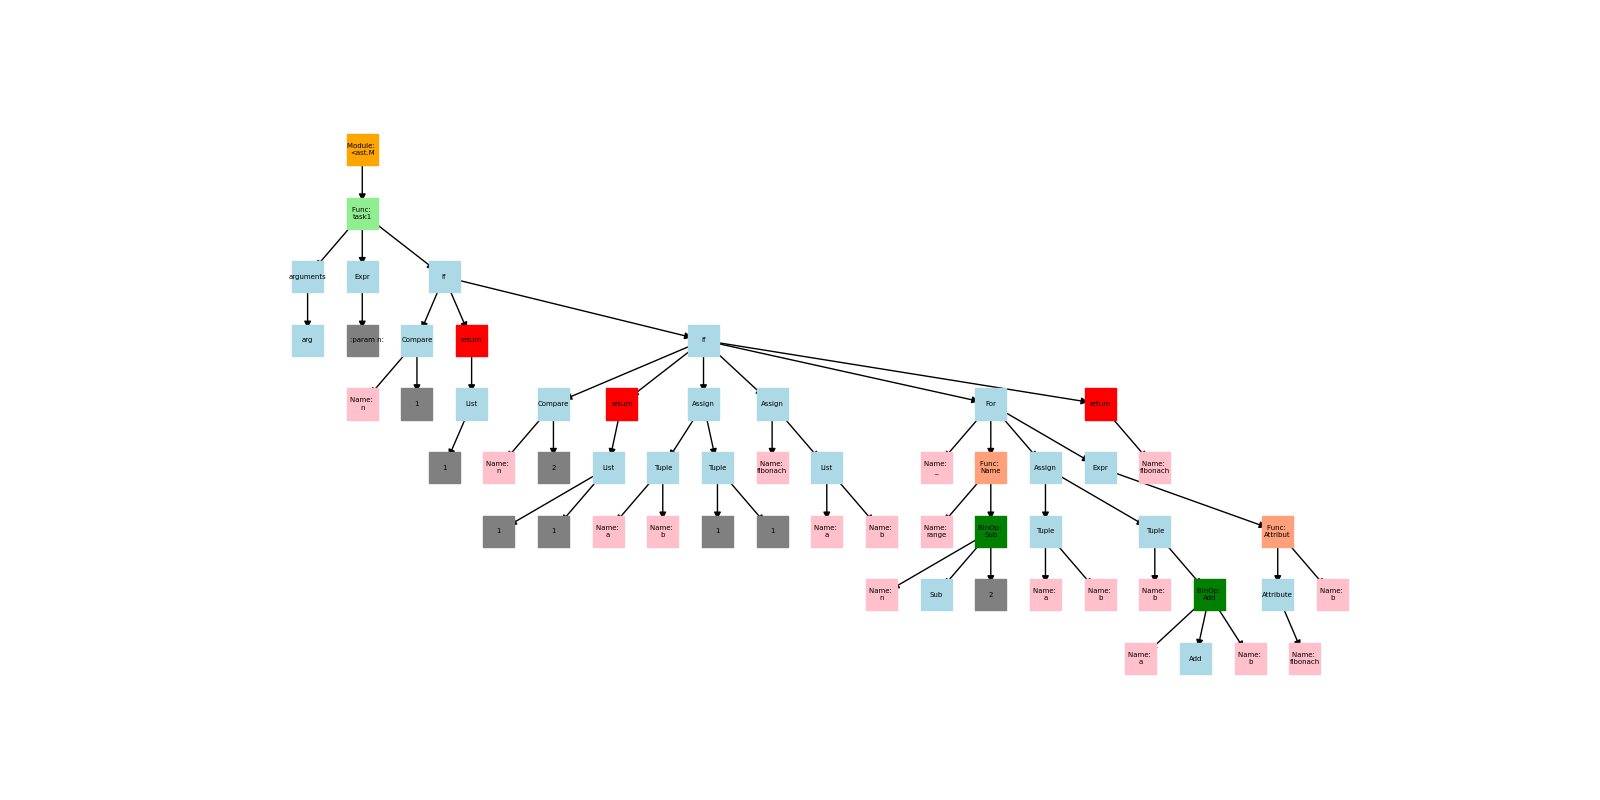 Module:
<ast.M
Func:
task1
arguments
Expr
If
arg
:param n:
Compare
return
If
Name:
n
1
List
Compare
return
Assign
Assign
For
return
1
Name:
n
2
List
Tuple
Tuple
Name:
fibonach
List
Name:
_
Func:
Name
Assign
Expr
Name:
fibonach
1
1
Name:
a
Name:
b
1
1
Name:
a
Name:
b
Name:
range
BinOp:
Sub
Tuple
Tuple
Func:
Attribut
Name:
n
Sub
2
Name:
a
Name:
b
Name:
b
BinOp:
Add
Attribute
Name:
b
Name:
a
Add
Name:
b
Name:
fibonach